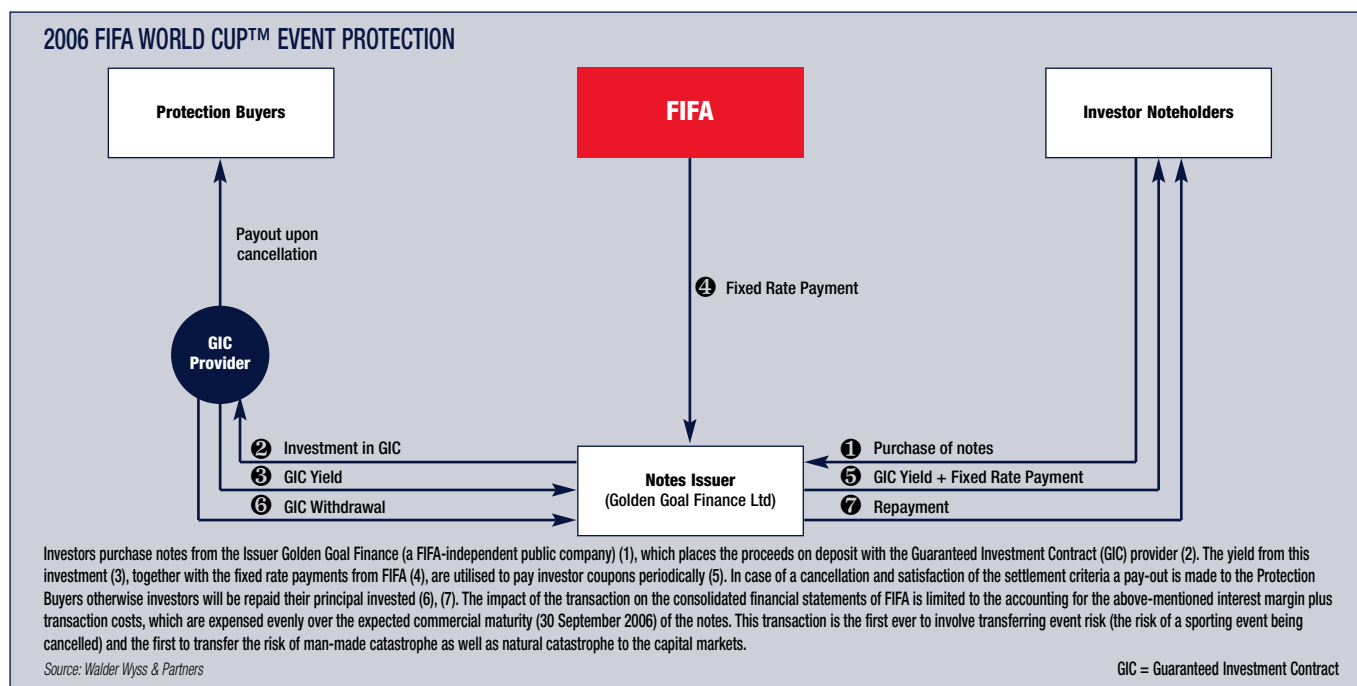 2006 FIFA WORLD CUP™ EVENT PROTECTION
Protection Buyers
FIFA
Investor Noteholders
Payout upon
cancellation
❹ Fixed Rate Payment
GIC
Provider
❷ Investment in GIC
❸ GIC Yield
❻ GIC Withdrawal
Notes Issuer
(Golden Goal Finance Ltd)
❶ Purchase of notes
❺ GIC Yield + Fixed Rate Payment
❼ Repayment
Investors purchase notes from the Issuer Golden Goal Finance (a FIFA-independent public company) (1), which places the proceeds on deposit with the Guaranteed Investment Contract (GIC) provider (2). The yield from this
investment (3), together with the fixed rate payments from FIFA (4), are utilised to pay investor coupons periodically (5). In case of a cancellation and satisfaction of the settlement criteria a pay-out is made to the Protection
Buyers otherwise investors will be repaid their principal invested (6), (7). The impact of the transaction on the consolidated financial statements of FIFA is limited to the accounting for the above-mentioned interest margin plus
transaction costs, which are expensed evenly over the expected commercial maturity (30 September 2006) of the notes. This transaction is the first ever to involve transferring event risk (the risk of a sporting event being
cancelled) and the first to transfer the risk of man-made catastrophe as well as natural catastrophe to the capital markets.
Source: Walder Wyss & Partners
GIC = Guaranteed Investment Contract